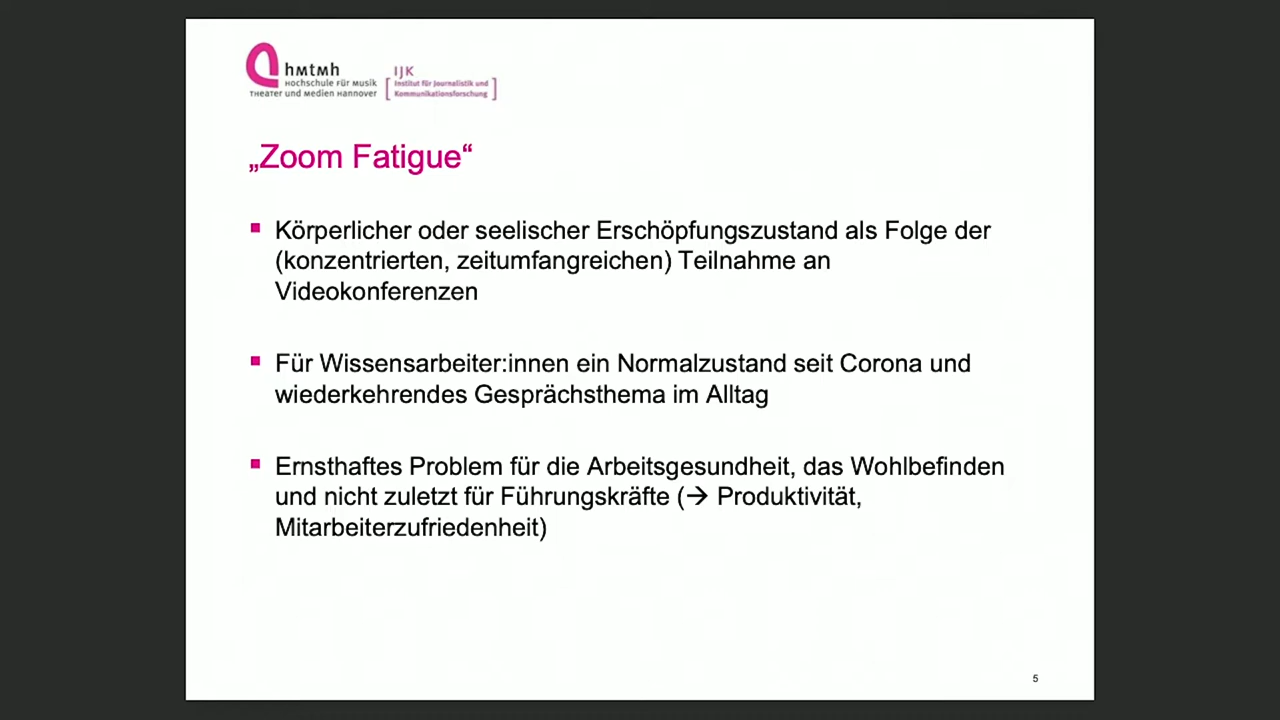 hmtmh
Hochschule für Musik
Theater und Medien Hannover
IJK
Institut für Journalistik und
Kommunikationsforschung
„Zoom Fatigue“
Körperlicher oder seelischer Erschöpfungszustand als Folge der
(konzentrierten, zeitumfangreichen) Teilnahme an
Videokonferenzen
Für Wissensarbeiter:innen ein Normalzustand seit Corona und
wiederkehrendes Gesprächsthema im Alltag
Ernsthaftes Problem für die Arbeitsgesundheit, das Wohlbefinden
und nicht zuletzt für Führungskräfte (→ Produktivität,
Mitarbeiterzufriedenheit)
5